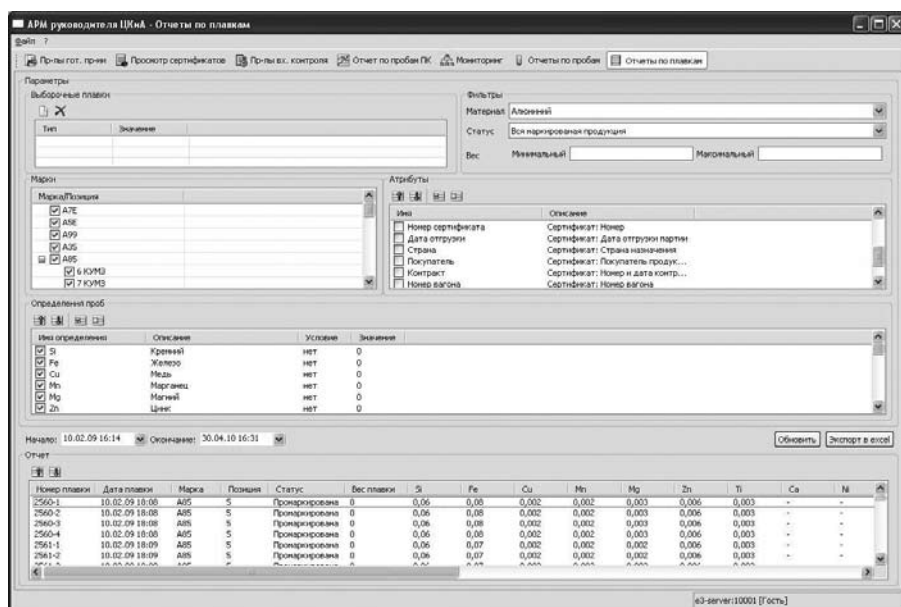 АРМ руководителя ЦКиА - Отчеты по плавкам
Файл ?
Пр-лы гот. пр-ии Просмотр сертификатов Пр-лы вх. контроля Отчет по пробам ПК Мониторинг Отчеты по пробам Отчеты по плавкам
Параметры
Выборочные плавки
Тип Значение
Фильтры
Материал Алюминий
Статус Вся маркированая продукция
Вес Минимальный Максимальный
Марки
Марка/Позиция
A7E
A5E
A99
A35
A85
6 КУМЗ
7 КУМЗ
Атрибуты
Имя Описание
Номер сертификата Сертификат: Номер
Дата отгрузки Сертификат: Дата отгрузки партии
Страна Сертификат: Страна назначения
Покупатель Сертификат: Покупатель продук...
Контракт Сертификат: Номер и дата контр...
Номер вагона Сертификат: Номер вагона
Определения проб
Имя определения Описание Условие Значение
Si Кремний нет 0
Fe Железо нет 0
Cu Медь нет 0
Mn Марганец нет 0
Mg Магний нет 0
Zn Цинк нет 0
Начало: 10.02.09 16:14 Окончание: 30.04.10 16:31 Обновить Экспорт в excel
Отчет
Номер плавки Дата плавки Марка Позиция Статус Вес плавки Si Fe Cu Mn Mg Zn Ti Ca Ni
2560-1 10.02.09 18:08 A85 5 Промаркирована 0 0,06 0,08 0,002 0,002 0,003 0,006 0,003 - -
2560-2 10.02.09 18:08 A85 5 Промаркирована 0 0,06 0,08 0,002 0,002 0,003 0,006 0,003 - -
2560-3 10.02.09 18:08 A85 5 Промаркирована 0 0,06 0,08 0,002 0,002 0,003 0,006 0,003 - -
2560-4 10.02.09 18:08 A85 5 Промаркирована 0 0,06 0,08 0,002 0,002 0,003 0,006 0,003 - -
2561-1 10.02.09 18:09 A85 5 Промаркирована 0 0,06 0,07 0,002 0,002 0,002 0,006 0,003 - -
2561-2 10.02.09 18:09 A85 5 Промаркирована 0 0,06 0,07 0,002 0,002 0,002 0,006 0,003 - -
e3-server:10001 [Гость]